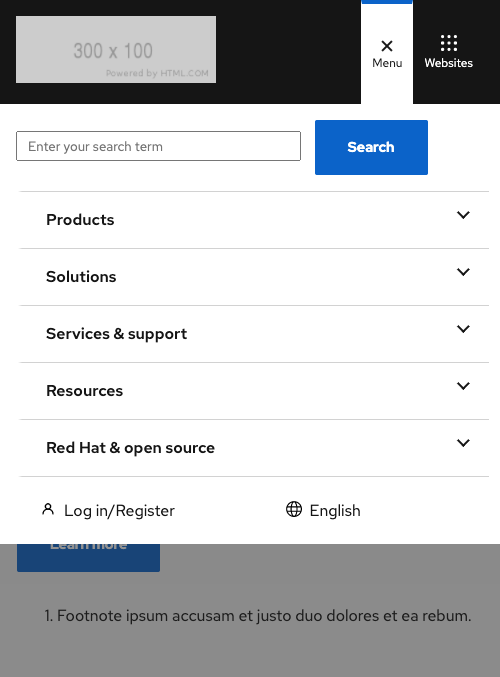 300 x 100
Powered by HTML.COM
Menu
Websites
Enter your search term
Search
Products
Solutions
Services & support
Resources
Red Hat & open source
Log in/Register
English
Learn more
1. Footnote ipsum accusam et justo duo dolores et ea rebum.